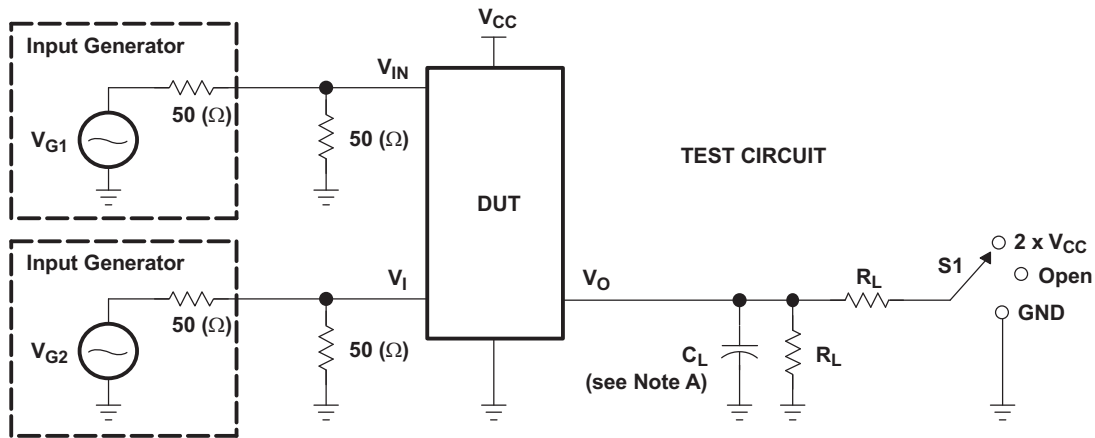 V_CC
Input Generator
V_IN
50 (Ω)
V_G1
50 (Ω)
TEST CIRCUIT
DUT
Input Generator
V_I
V_O
50 (Ω)
V_G2
50 (Ω)
C_L
(see Note A)
R_L
R_L
S1
2 x V_CC
Open
GND